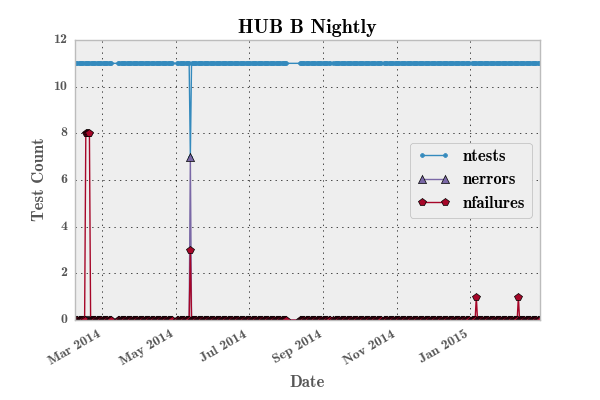 HUB B Nightly
12
10
8
6
4
2
0
Test Count
ntests
nerrors
nfailures
Mar 2014
May 2014
Jul 2014
Sep 2014
Nov 2014
Jan 2015
Date